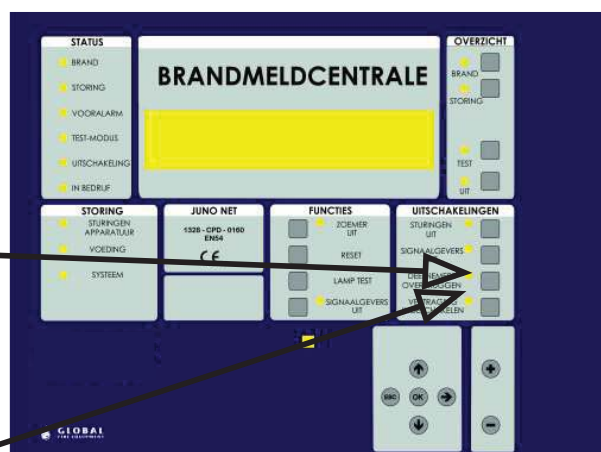 STATUS
BRAND
STORING
VOORALARM
TEST-MODUS
UITSCHAKELING
IN BEDRIJF
BRANDMELDCENTRALE
OVERZICHT
BRAND
STORING
TEST
UIT
STORING
STURINGEN
APPARATUUR
VOEDING
SYSTEEM
JUNO NET
1328 - CPD - 0160
EN54
CE
FUNCTIES
ZOEMER
UIT
RESET
LAMP TEST
SIGNAALGEVERS
UIT
UITSCHAKELINGEN
STURINGEN
UIT
SIGNAALGEVERS
ESC
OK
GLOBAL
FIRE EQUIPMENT